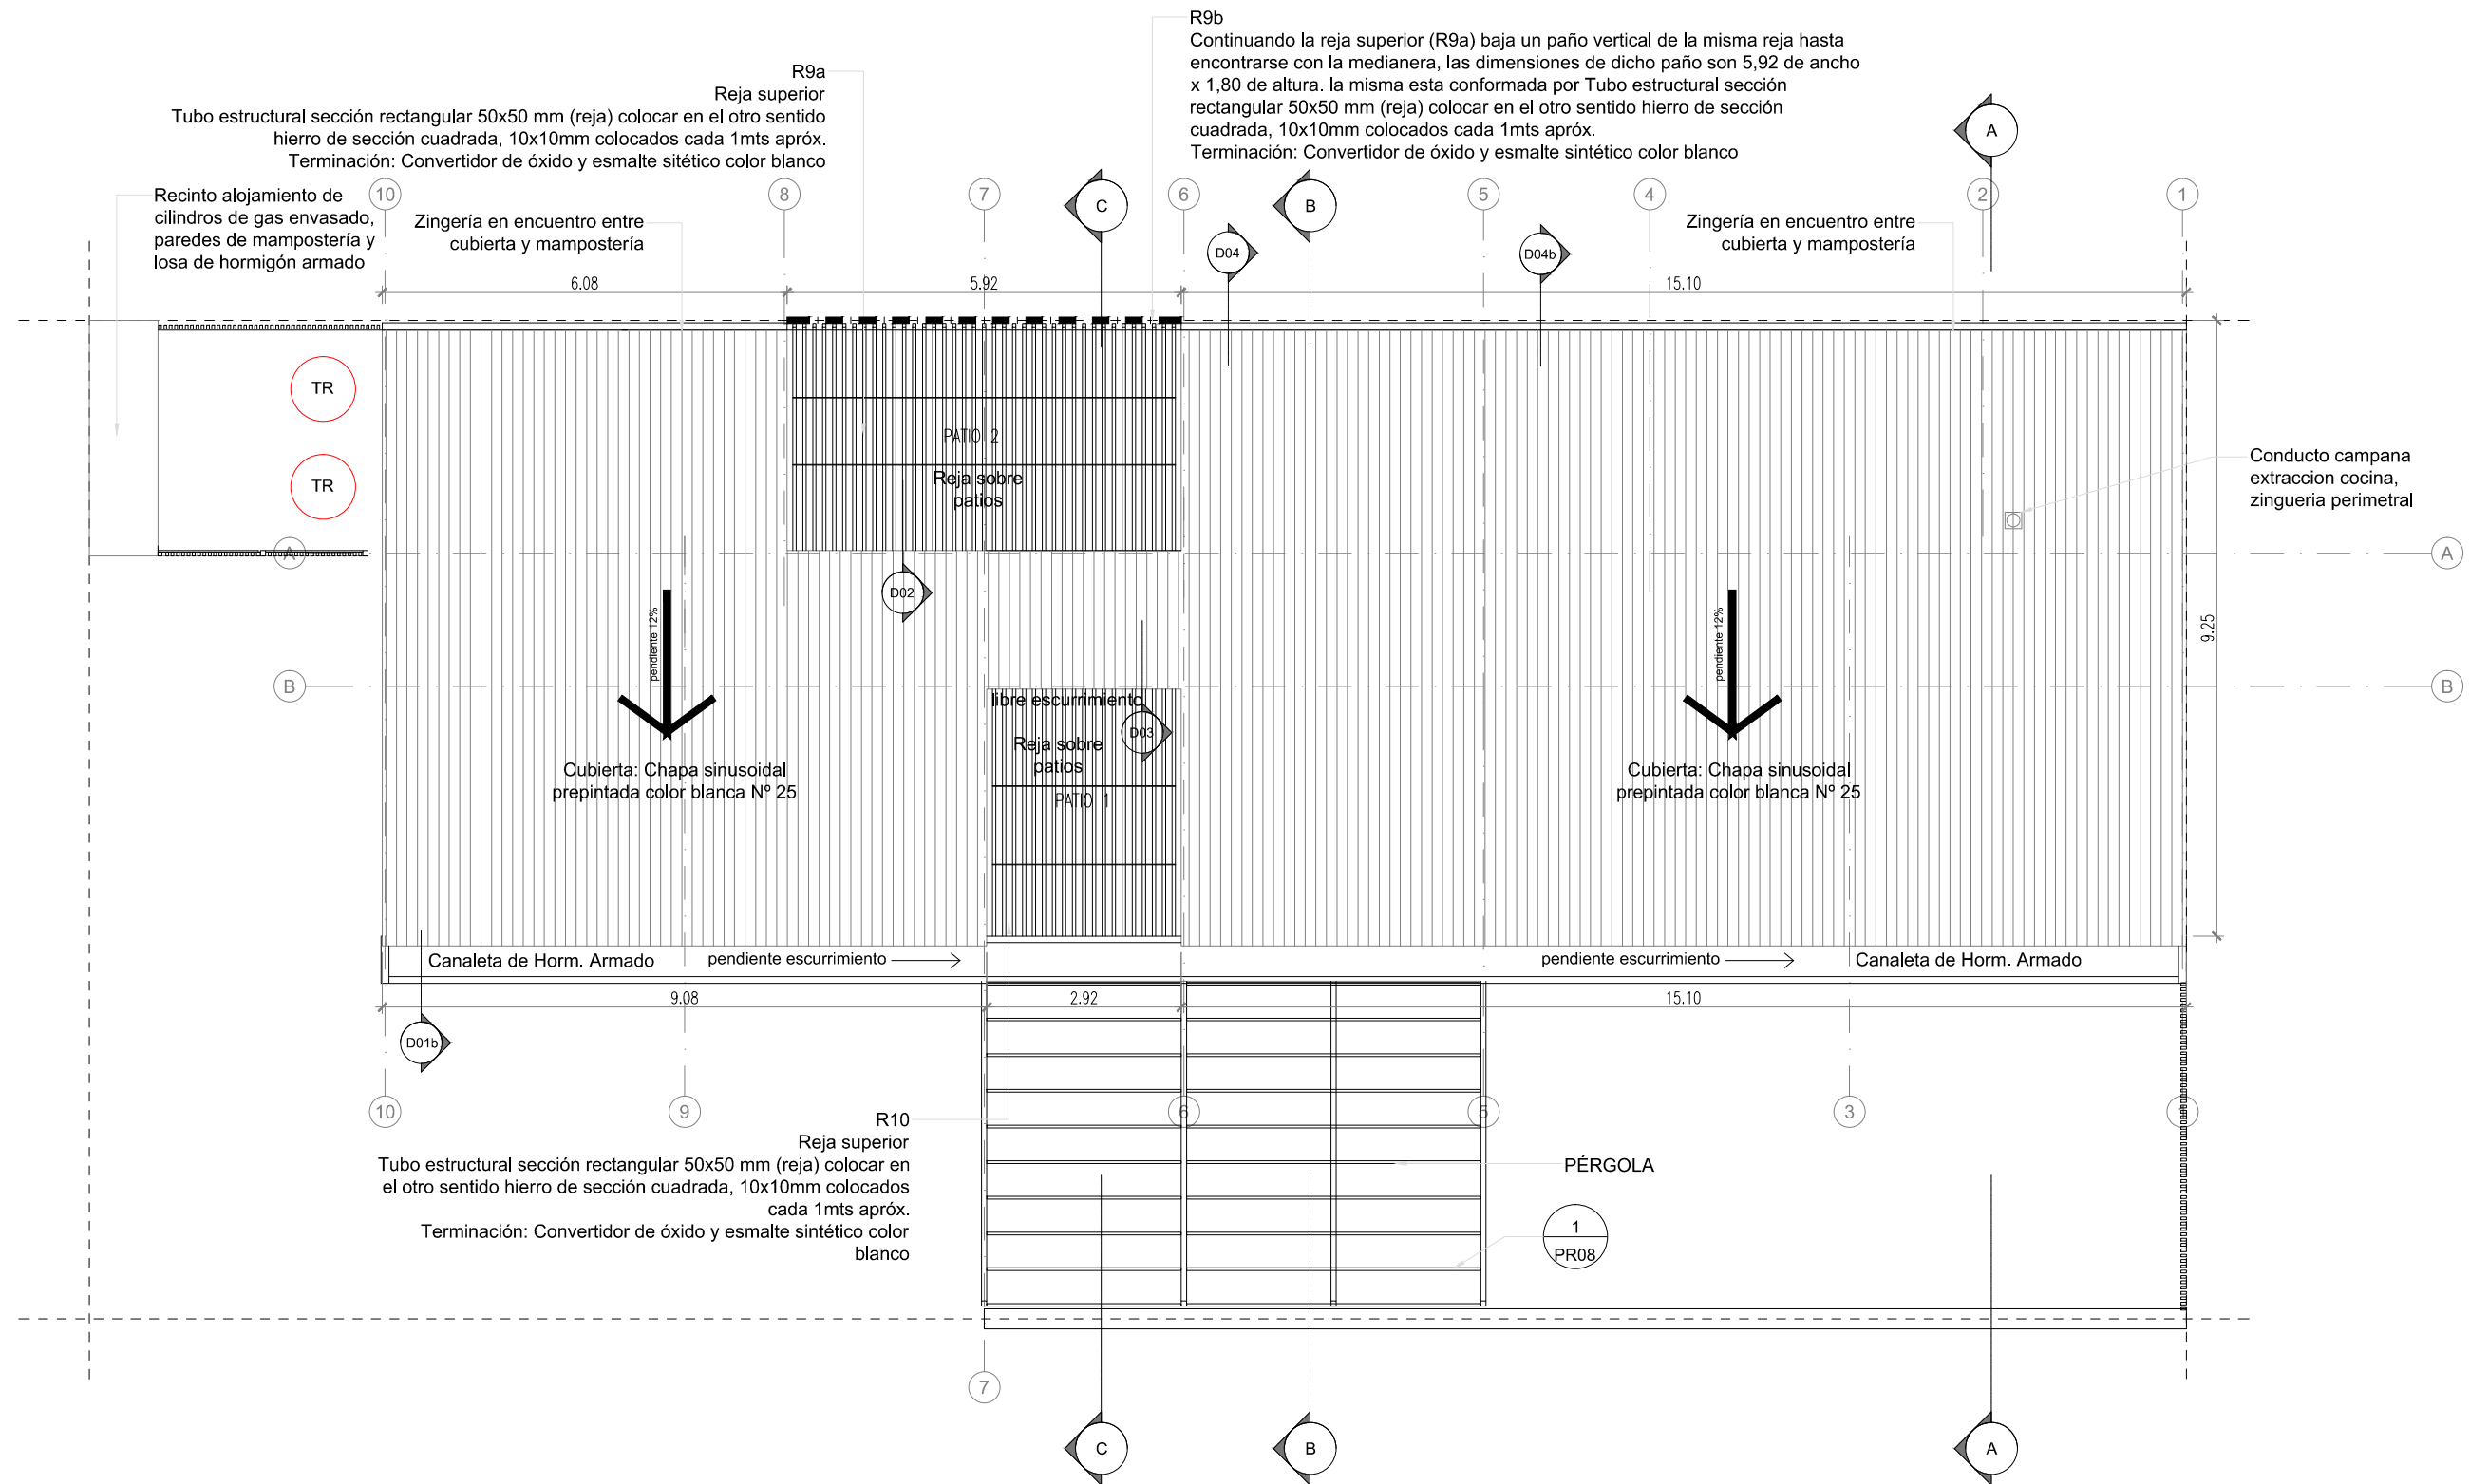 R9b
Continuando la reja superior (R9a) baja un paño vertical de la misma reja hasta
encontrarse con la medianera, las dimensiones de dicho paño son 5,92 de ancho
x 1,80 de altura. la misma esta conformada por Tubo estructural sección
rectangular 50x50 mm (reja) colocar en el otro sentido hierro de sección
cuadrada, 10x10mm colocados cada 1mts apróx.
Terminación: Convertidor de óxido y esmalte sintético color blanco
R9a
Reja superior
Tubo estructural sección rectangular 50x50 mm (reja) colocar en el otro sentido
hierro de sección cuadrada, 10x10mm colocados cada 1mts apróx.
Terminación: Convertidor de óxido y esmalte sitético color blanco
A
Recinto alojamiento de
cilindros de gas envasado,
paredes de mampostería y
losa de hormigón armado
10
8
7
C
6
B
5
4
2
1
Zingería en encuentro entre
cubierta y mampostería
D04
D04b
Zingería en encuentro entre
cubierta y mampostería
6.08
5.92
15.10
TR
TR
PATIO 2
Reja sobre
patios
Conducto campana
extraccion cocina,
zingueria perimetral
A
A
D02
pendiente 12%
pendiente 12%
9.25
B
B
libre escurrimiento
D03
Reja sobre
patios
PATIO 1
Cubierta: Chapa sinusoidal
prepintada color blanca Nº 25
Cubierta: Chapa sinusoidal
prepintada color blanca Nº 25
Canaleta de Horm. Armado
pendiente escurrimiento
pendiente escurrimiento
Canaleta de Horm. Armado
9.08
2.92
15.10
D01b
10
9
6
5
3
R10
Reja superior
Tubo estructural sección rectangular 50x50 mm (reja) colocar en
el otro sentido hierro de sección cuadrada, 10x10mm colocados
cada 1mts apróx.
Terminación: Convertidor de óxido y esmalte sintético color
blanco
PÉRGOLA
1
PR08
7
C
B
A